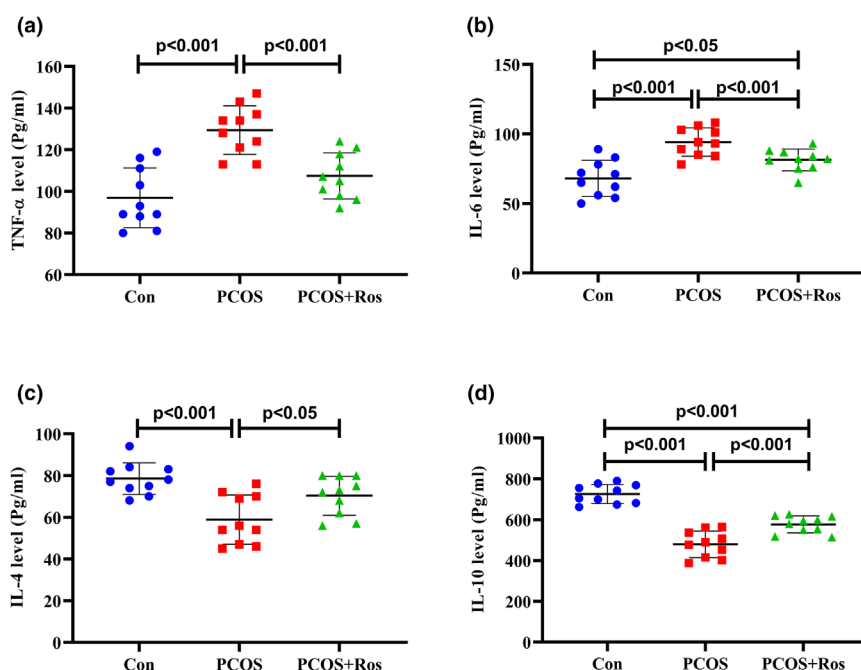 (a)
p<0.001 p<0.001
160
140
120
100
80
60
TNF-α level (Pg/ml)
Con PCOS PCOS+Ros
(b)
p<0.05
p<0.001 p<0.001
150
100
50
0
IL-6 level (Pg/ml)
Con PCOS PCOS+Ros
(c)
p<0.001 p<0.05
100
80
60
40
20
0
IL-4 level (Pg/ml)
Con PCOS PCOS+Ros
(d)
p<0.001
p<0.001 p<0.001
1000
800
600
400
200
0
IL-10 level (Pg/ml)
Con PCOS PCOS+Ros